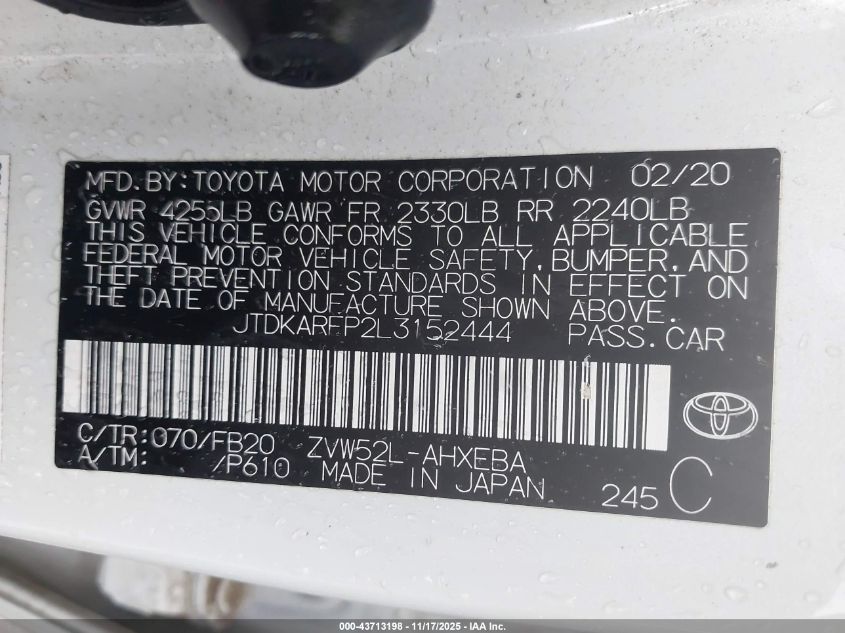 MFD.BY:TOYOTA MOTOR CORPORATION 02/20
GVWR 4255LB GAWR FR 2330LB RR 2240LB
THIS VEHICLE CONFORMS TO ALL APPLICABLE
FEDERAL MOTOR VEHICLE SAFETY, BUMPER, AND
THEFT PREVENTION STANDARDS IN EFFECT ON
THE DATE OF MANUFACTURE SHOWN ABOVE.
JTDKARFP2L3152444 PASS.CAR
C/TR:070/FB20 ZVW52L-AHXEBA
A/TM: /P610 MADE IN JAPAN 245 C
000-43713198 - 11/17/2025 - IAA Inc.